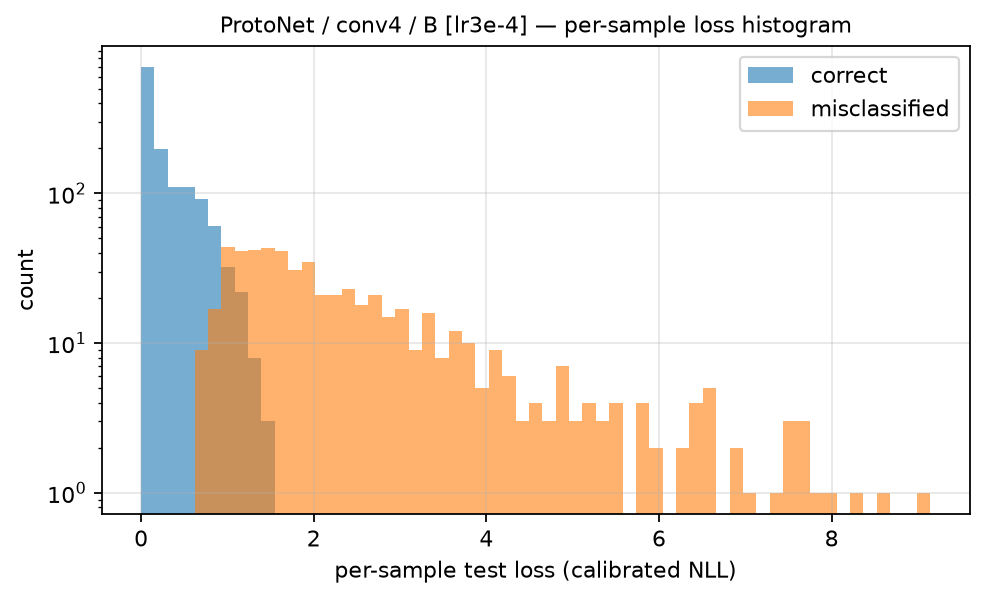 ProtoNet / conv4 / B [lr3e-4] — per-sample loss histogram
correct
misclassified
count
10²
10¹
10⁰
0 2 4 6 8
per-sample test loss (calibrated NLL)